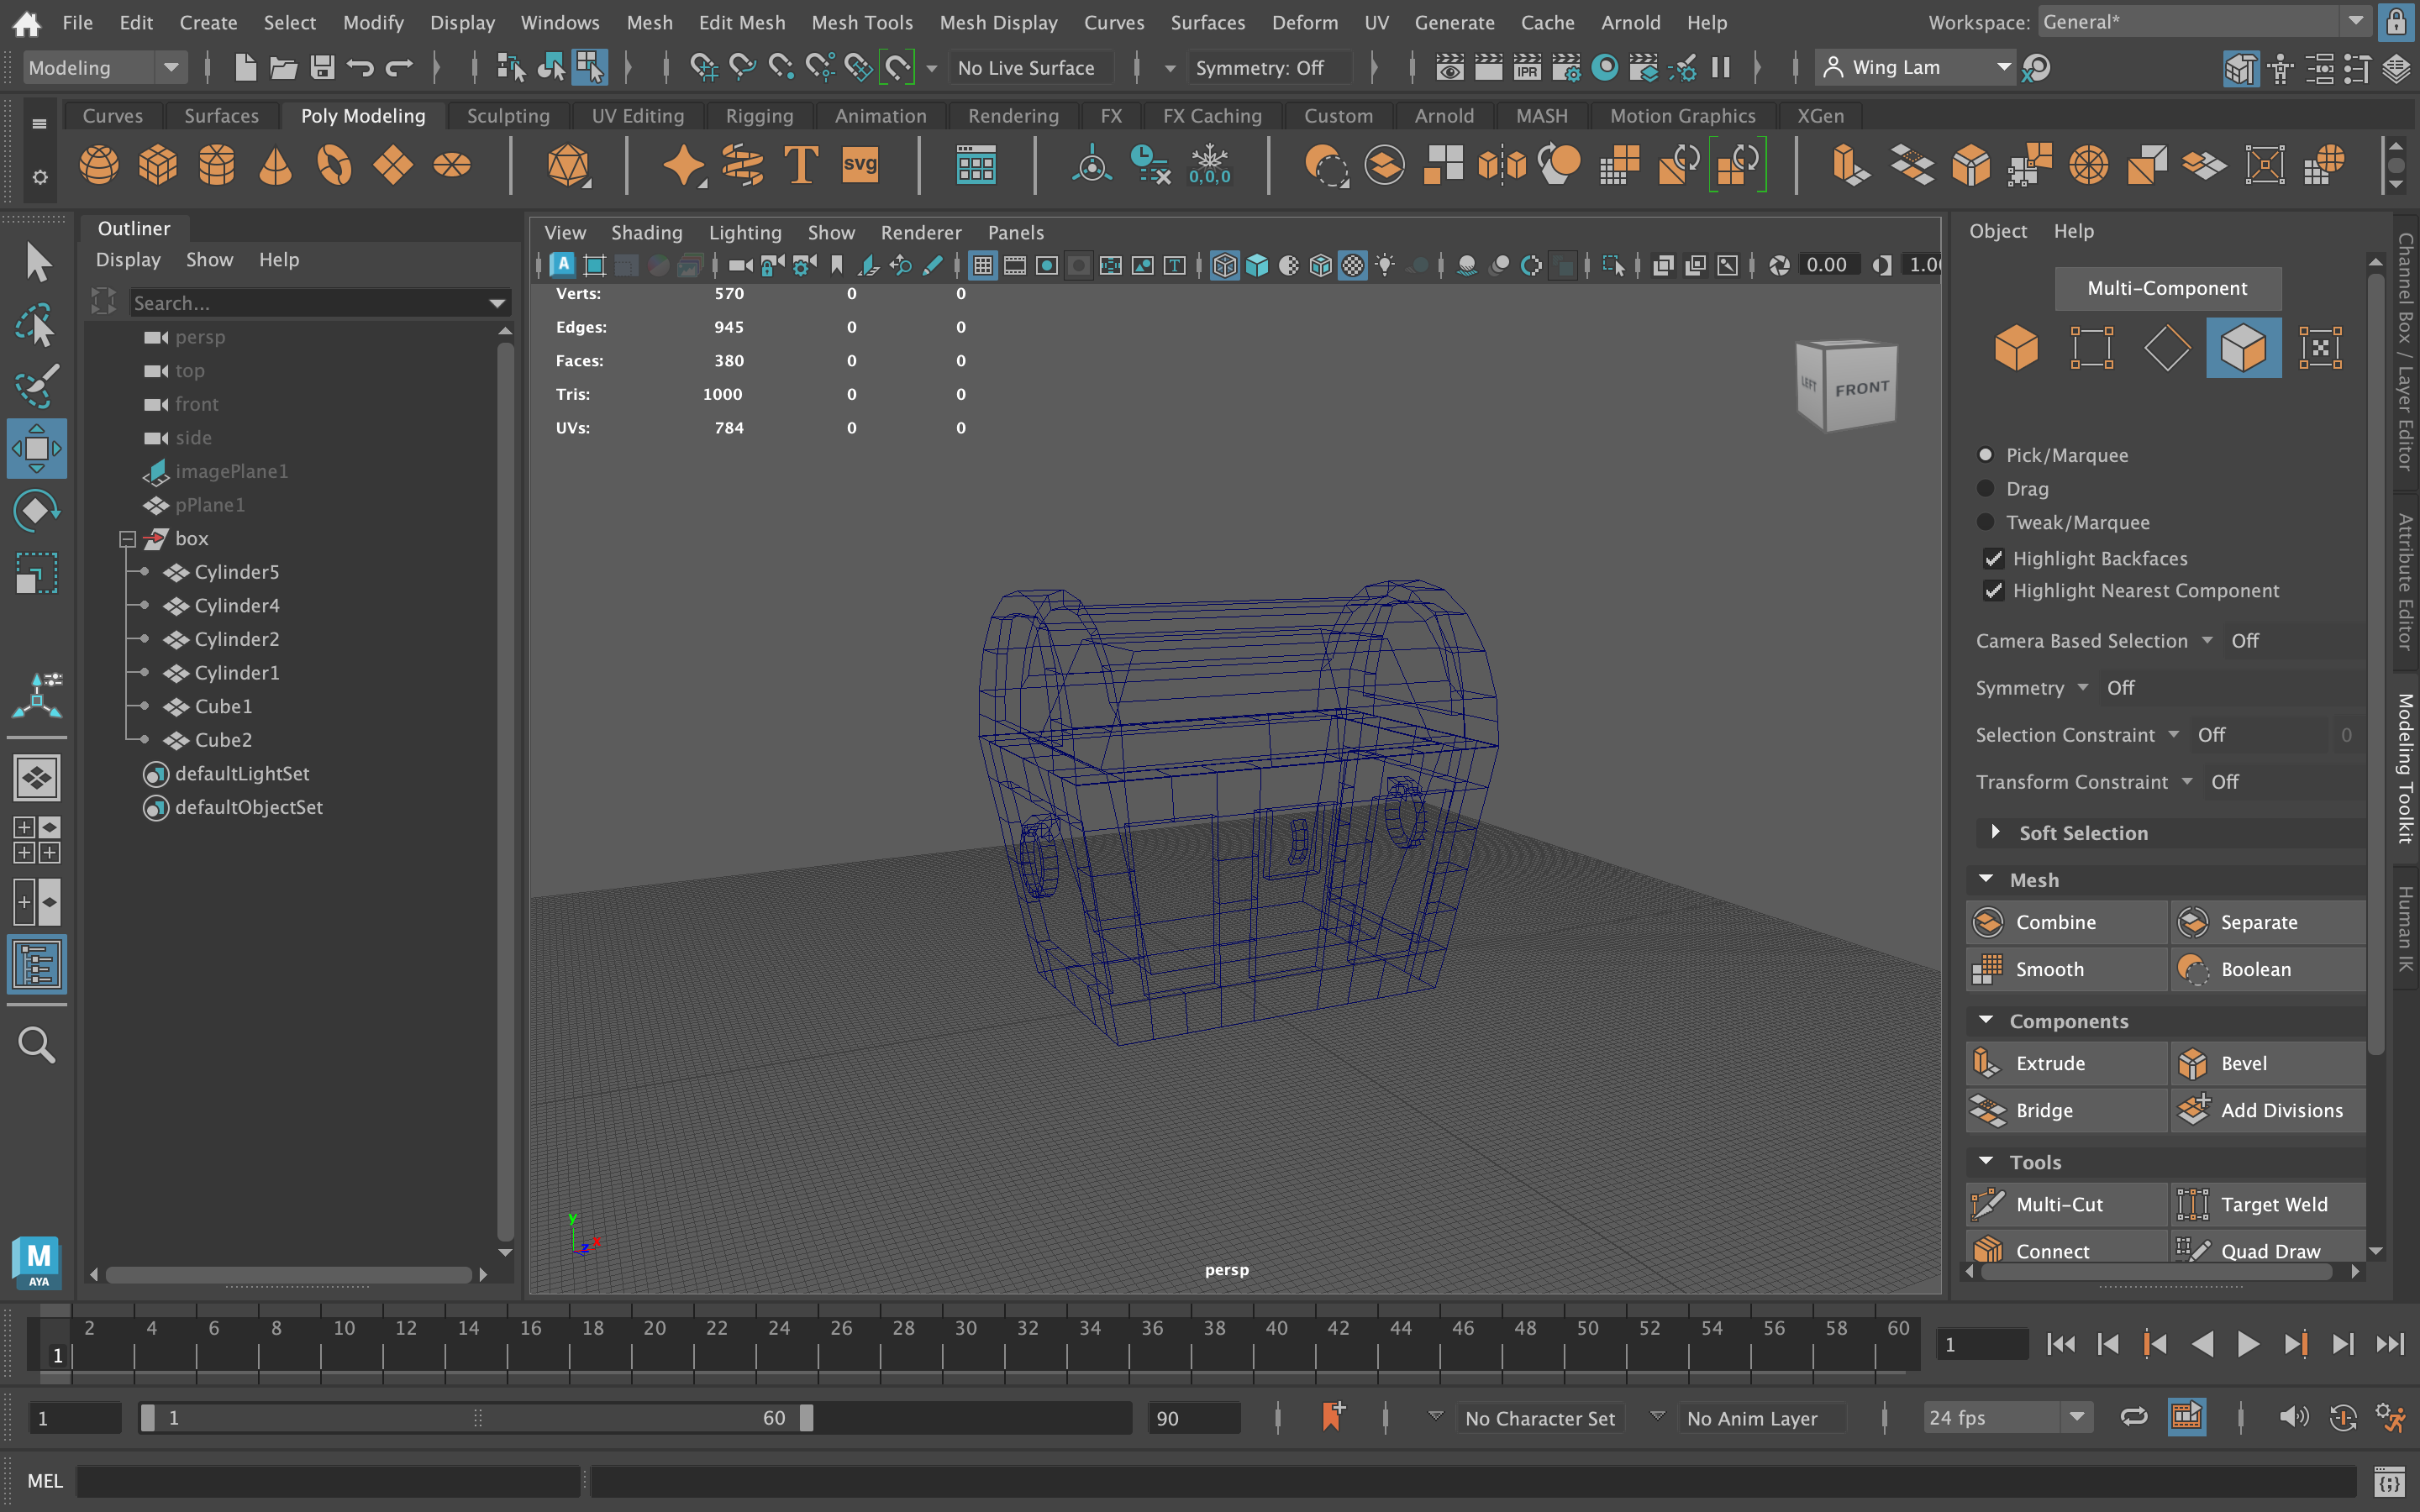 File Edit Create Select Modify Display Windows Mesh Edit Mesh Mesh Tools Mesh Display Curves Surfaces Deform UV Generate Cache Arnold Help Workspace: General*
Modeling IPR No Live Surface Symmetry: Off Wing Lam
Curves Surfaces Poly Modeling Sculpting UV Editing Rigging Animation Rendering FX FX Caching Custom Arnold MASH Motion Graphics XGen
T svg 0,0,0
Outliner
Display Show Help
Search...
persp
top
front
side
imagePlane1
pPlane1
box
Cylinder5
Cylinder4
Cylinder2
Cylinder1
Cube1
Cube2
defaultLightSet
defaultObjectSet
M
AYA
View Shading Lighting Show Renderer Panels
A T 0.00 1.00
Verts: 570 0 0
Edges: 945 0 0
Faces: 380 0 0
Tris: 1000 0 0
UVs: 784 0 0
LEFT FRONT
y
z x
persp
Object Help
Multi-Component
Pick/Marquee
Drag
Tweak/Marquee
Highlight Backfaces
Highlight Nearest Component
Camera Based Selection Off
Symmetry Off
Selection Constraint Off 0
Transform Constraint Off
Soft Selection
Mesh
Combine Separate
Smooth Boolean
Components
Extrude Bevel
Bridge Add Divisions
Tools
Multi-Cut Target Weld
Connect Quad Draw
Channel Box / Layer Editor
Attribute Editor
Modeling Toolkit
Human IK
2 4 6 8 10 12 14 16 18 20 22 24 26 28 30 32 34 36 38 40 42 44 46 48 50 52 54 56 58 60
1 1
1 1 60 90 No Character Set No Anim Layer 24 fps
MEL